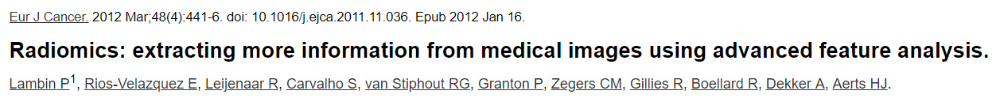 Eur J Cancer. 2012 Mar;48(4):441-6. doi: 10.1016/j.ejca.2011.11.036. Epub 2012 Jan 16.
Radiomics: extracting more information from medical images using advanced feature analysis.
Lambin P1, Rios-Velazquez E, Leijenaar R, Carvalho S, van Stiphout RG, Granton P, Zegers CM, Gillies R, Boellard R, Dekker A, Aerts HJ.